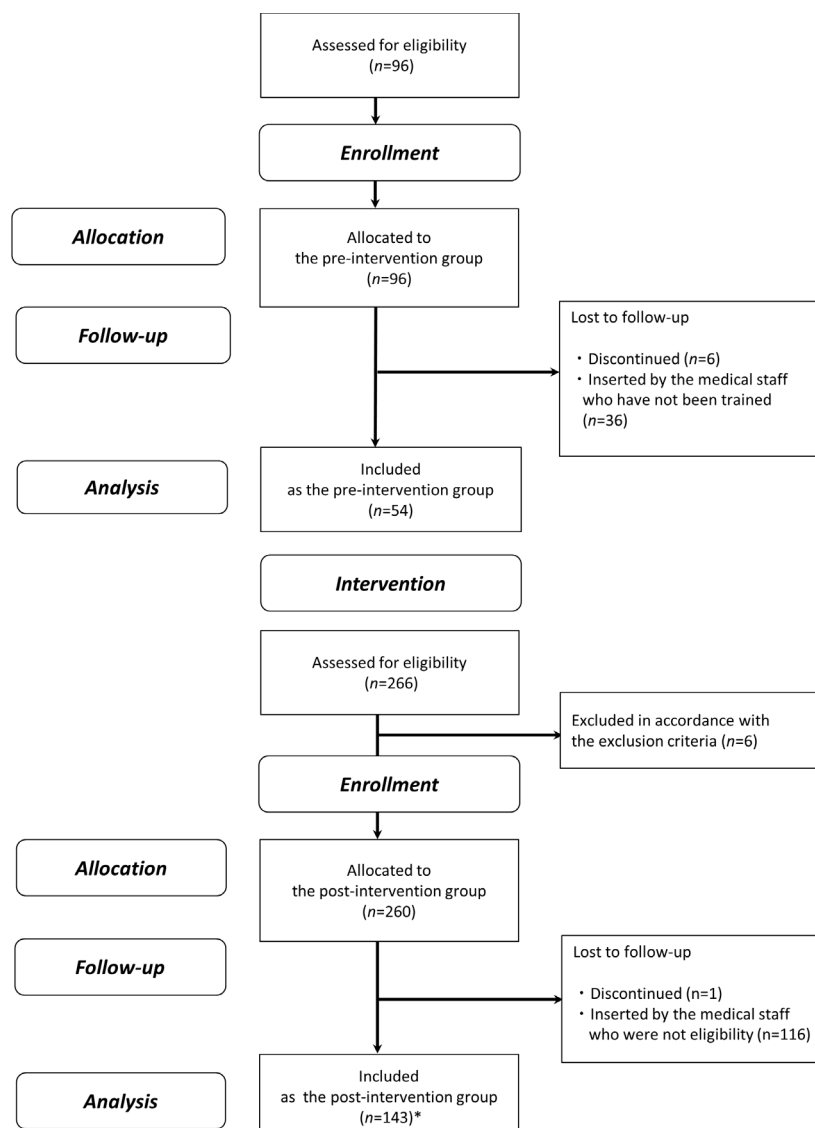 Assessed for eligibility
(n=96)
Enrollment
Allocation
Allocated to
the pre-intervention group
(n=96)
Follow-up
Lost to follow-up
・Discontinued (n=6)
・Inserted by the medical staff
who have not been trained
(n=36)
Analysis
Included
as the pre-intervention group
(n=54)
Intervention
Assessed for eligibility
(n=266)
Excluded in accordance with
the exclusion criteria (n=6)
Enrollment
Allocation
Allocated to
the post-intervention group
(n=260)
Follow-up
Lost to follow-up
・Discontinued (n=1)
・Inserted by the medical staff
who were not eligibility (n=116)
Analysis
Included
as the post-intervention group
(n=143)*